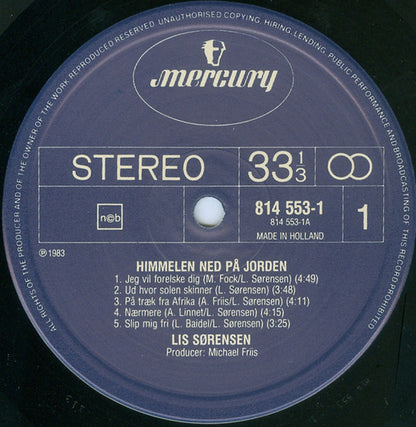 ALL RIGHTS OF THE PRODUCER AND OF THE OWNER OF THE WORK REPRODUCED RESERVED. UNAUTHORISED COPYING, HIRING, LENDING, PUBLIC PERFORMANCE AND BROADCASTING OF THIS RECORD PROHIBITED
mercury
STEREO
33 1/3
n©b
814 553-1
814 553-1A
MADE IN HOLLAND
1
℗ 1983
HIMMELEN NED PÅ JORDEN
1. Jeg vil forelske dig (M. Fock/L. Sørensen) (4:49)
2. Ud hvor solen skinner (L. Sørensen) (3:48)
3. På træk fra Afrika (A. Friis/L. Sørensen) (4:11)
4. Nærmere (A. Linnet/L. Sørensen) (4:15)
5. Slip mig fri (L. Baidel/L. Sørensen) (3:25)
LIS SØRENSEN
Producer: Michael Friis